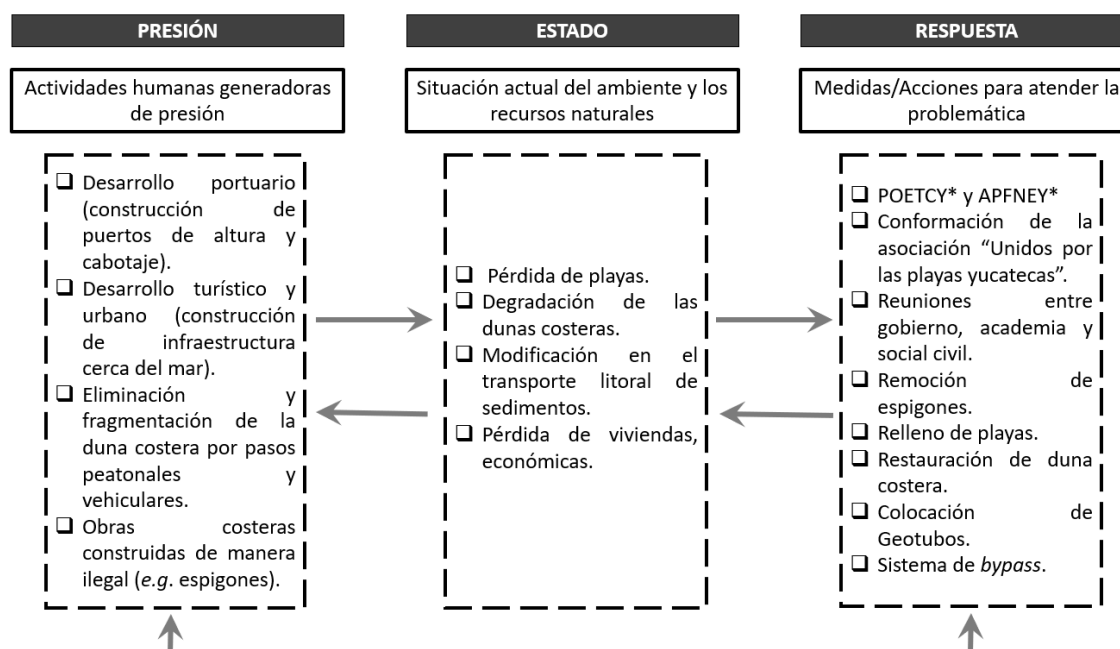 PRESIÓN
Actividades humanas generadoras
de presión
❑ Desarrollo portuario
(construcción de
puertos de altura y
cabotaje).
❑ Desarrollo turístico y
urbano (construcción
de infraestructura
cerca del mar).
❑ Eliminación y
fragmentación de la
duna costera por pasos
peatonales y
vehiculares.
❑ Obras costeras
construidas de manera
ilegal (e.g. espigones).
ESTADO
Situación actual del ambiente y los
recursos naturales
❑ Pérdida de playas.
❑ Degradación de las
dunas costeras.
❑ Modificación en el
transporte litoral de
sedimentos.
❑ Pérdida de viviendas,
económicas.
RESPUESTA
Medidas/Acciones para atender la
problemática
❑ POETCY* y APFNEY*
❑ Conformación de la
asociación “Unidos por
las playas yucatecas”.
❑ Reuniones entre
gobierno, academia y
social civil.
❑ Remoción de
espigones.
❑ Relleno de playas.
❑ Restauración de duna
costera.
❑ Colocación de
Geotubos.
❑ Sistema de bypass.